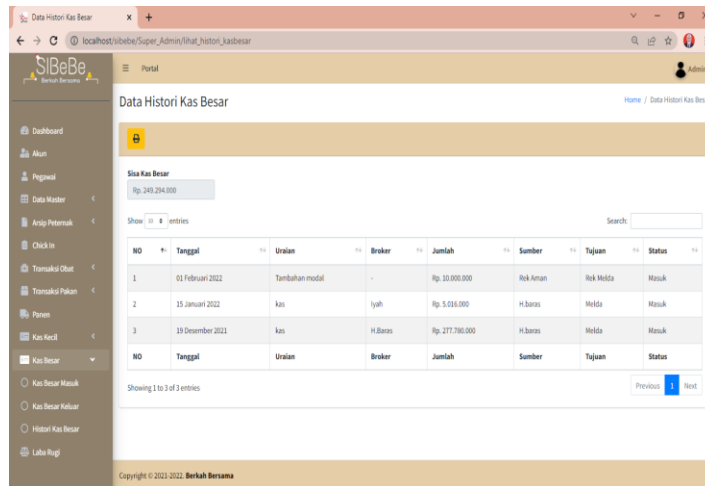 Data Histori Kas Besar
localhost/sibebe/Super_Admin/lihat_histori_kasbesar
SIBeBe
Berkah Bersama
Portal
Admin
Data Histori Kas Besar
Home / Data Histori Kas Bes
Dashboard
Akun
Pegawai
Data Master
Arsip Peternak
Chick In
Transaksi Obat
Transaksi Pakan
Panen
Kas Kecil
Kas Besar
Kas Besar Masuk
Kas Besar Keluar
Histori Kas Besar
Laba Rugi
Sisa Kas Besar
Rp. 249.294.000
Show 10 entries
Search:
NO Tanggal Uraian Broker Jumlah Sumber Tujuan Status
1 01 Februari 2022 Tambahan modal - Rp. 10.000.000 Rek Aman Rek Melda Masuk
2 15 Januari 2022 kas Iyah Rp. 5.016.000 H.baras Melda Masuk
3 19 Desember 2021 kas H.Baras Rp. 277.780.000 H.baras Melda Masuk
NO Tanggal Uraian Broker Jumlah Sumber Tujuan Status
Showing 1 to 3 of 3 entries
Previous 1 Next
Copyright © 2021-2022. Berkah Bersama